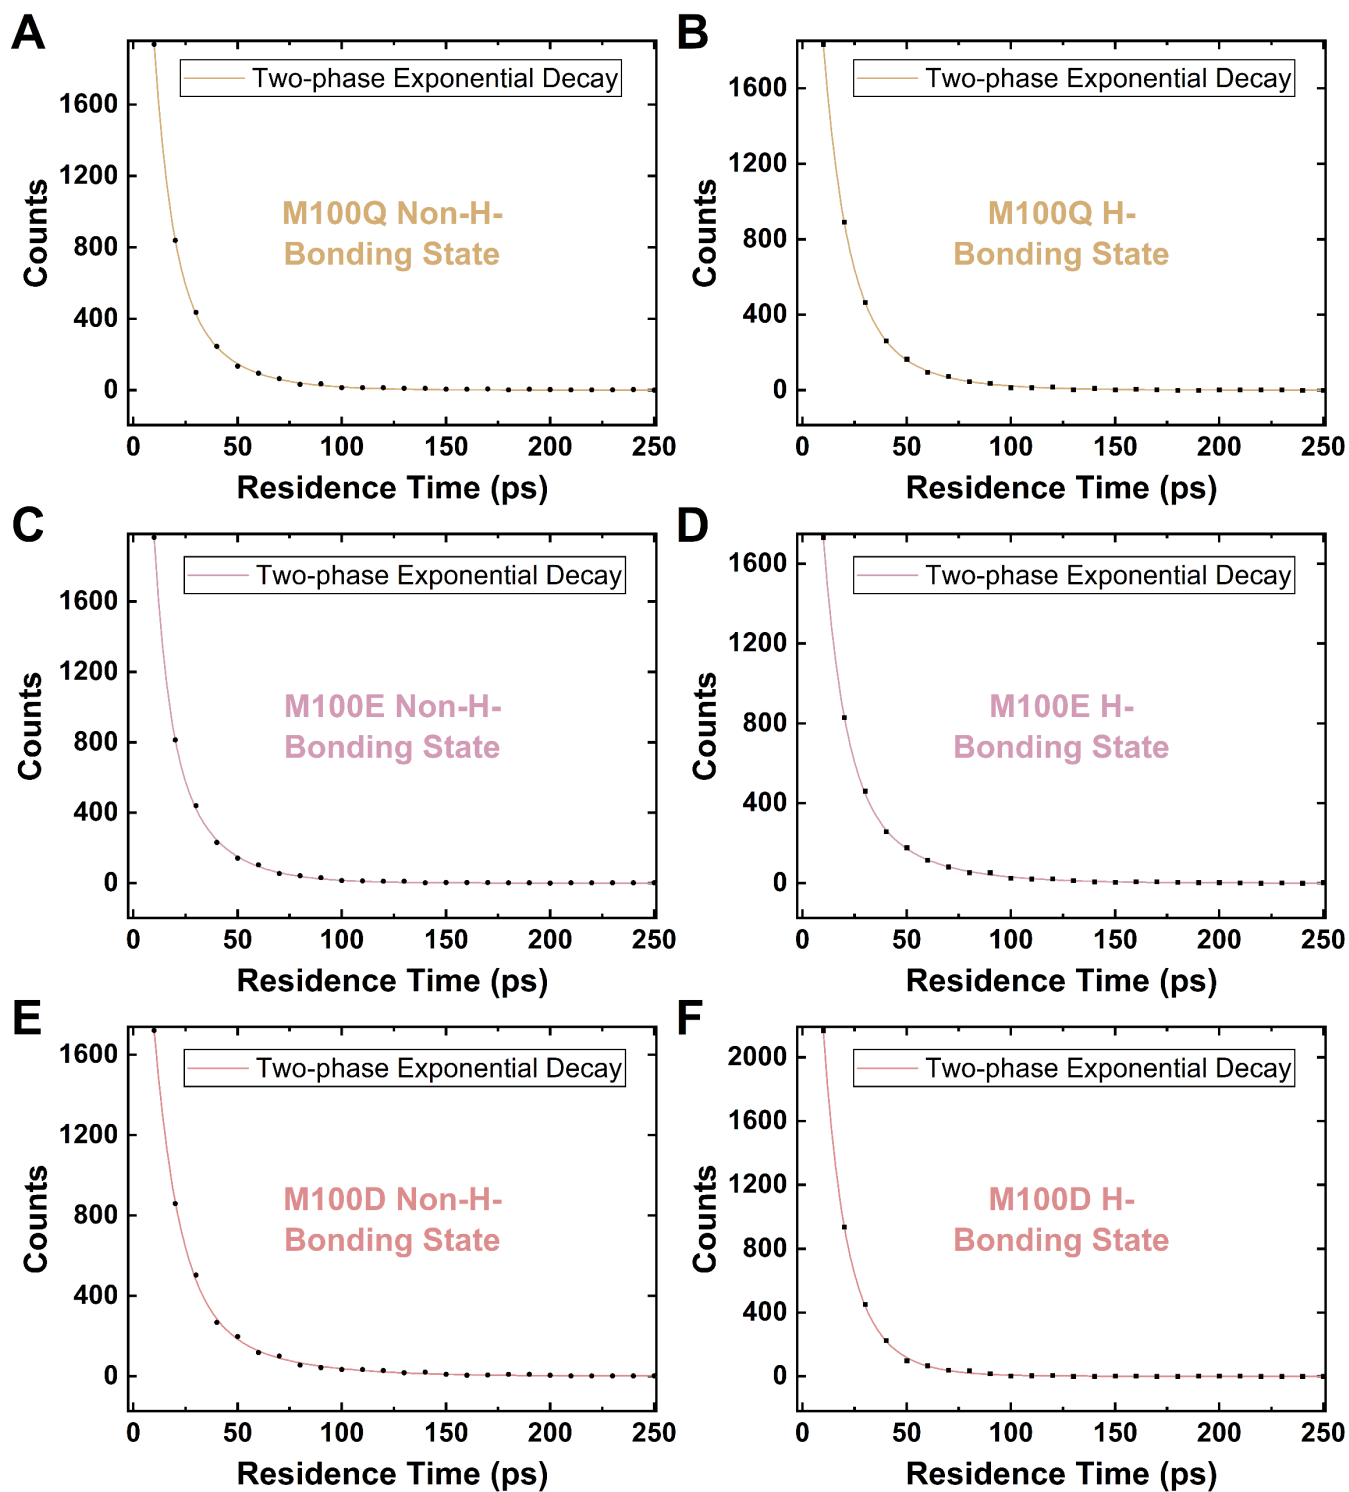 A
Two-phase Exponential Decay
M100Q Non-H-
Bonding State
Counts
1600
1200
800
400
0
0 50 100 150 200 250
Residence Time (ps)
B
Two-phase Exponential Decay
M100Q H-
Bonding State
Counts
1600
1200
800
400
0
0 50 100 150 200 250
Residence Time (ps)
C
Two-phase Exponential Decay
M100E Non-H-
Bonding State
Counts
1600
1200
800
400
0
0 50 100 150 200 250
Residence Time (ps)
D
Two-phase Exponential Decay
M100E H-
Bonding State
Counts
1600
1200
800
400
0
0 50 100 150 200 250
Residence Time (ps)
E
Two-phase Exponential Decay
M100D Non-H-
Bonding State
Counts
1600
1200
800
400
0
0 50 100 150 200 250
Residence Time (ps)
F
Two-phase Exponential Decay
M100D H-
Bonding State
Counts
2000
1600
1200
800
400
0
0 50 100 150 200 250
Residence Time (ps)